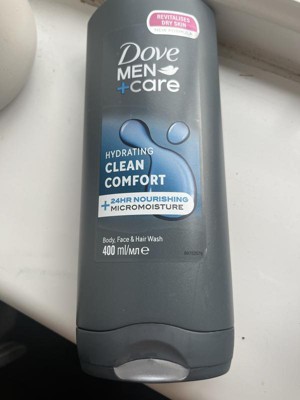 REVITALISES
DRY SKIN
Dove
MEN
+care
HYDRATING
CLEAN
COMFORT
+24HR NOURISHING
MICROMOISTURE
Body, Face & Hair Wash
400 ml/мл e